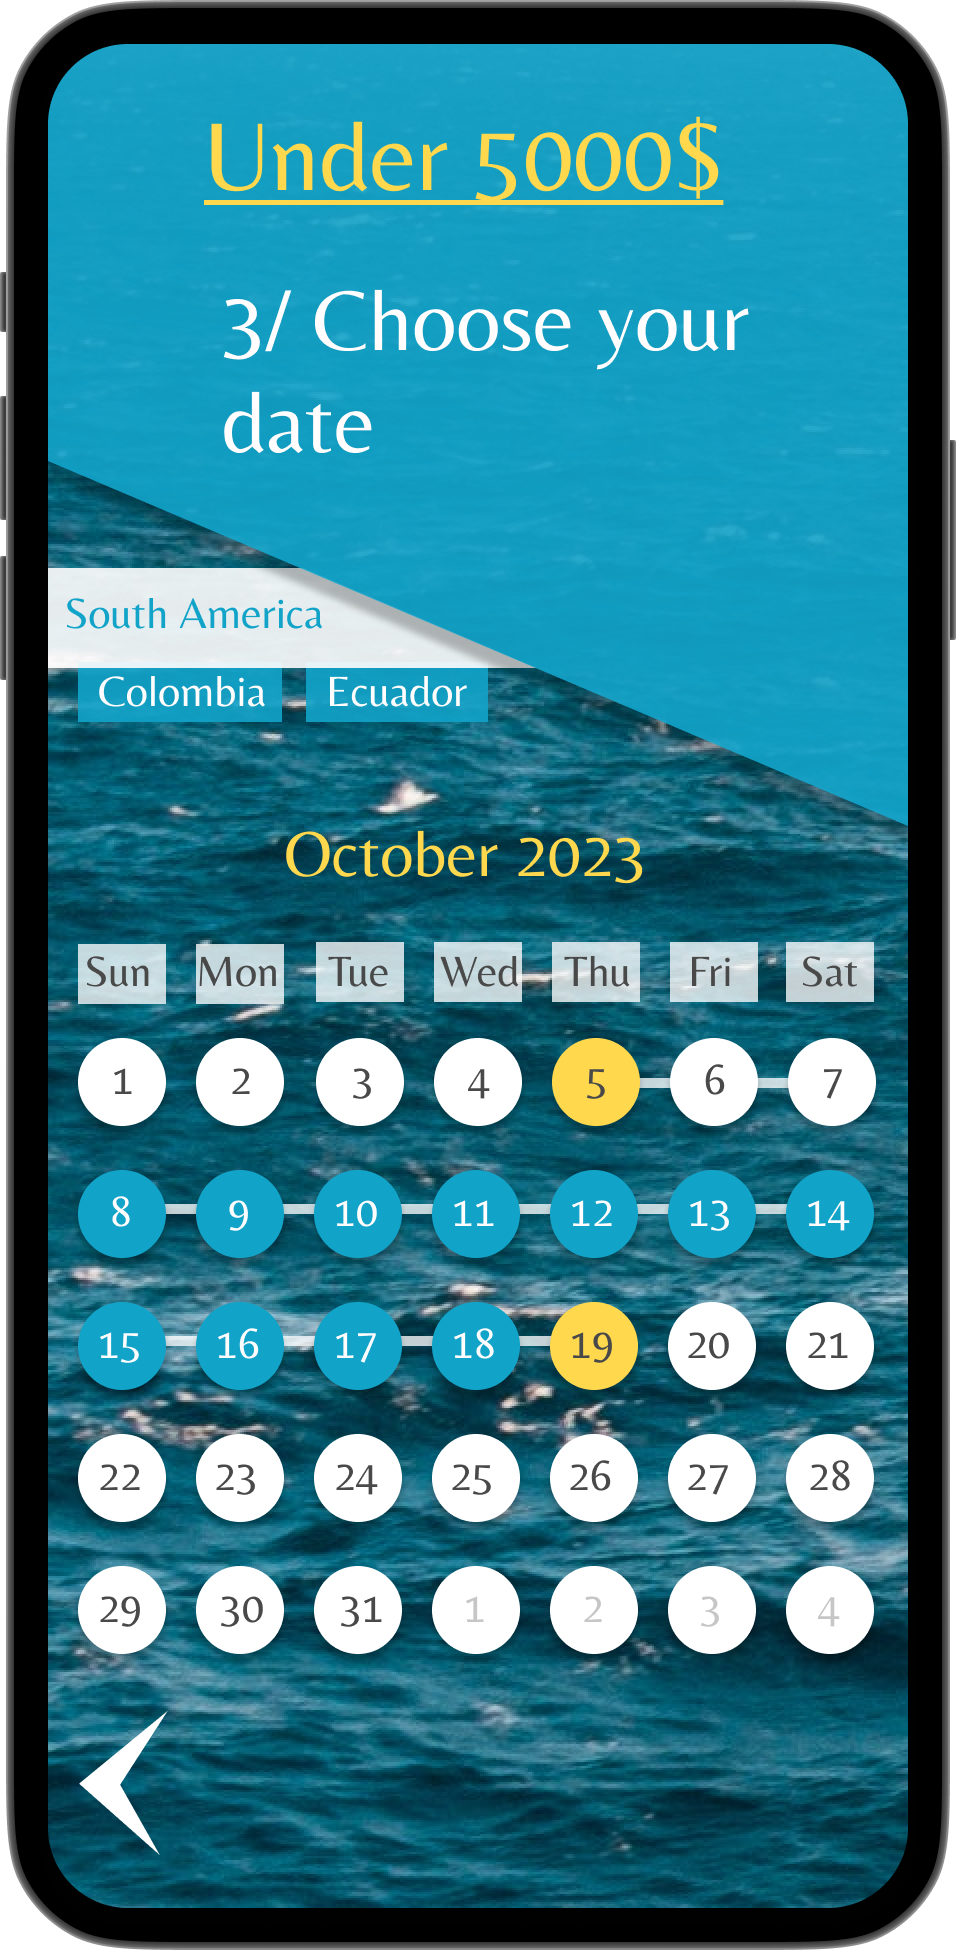 Under 5000$
3/ Choose your
date
South America
Colombia Ecuador
October 2023
Sun Mon Tue Wed Thu Fri Sat
1 2 3 4 5 6 7
8 9 10 11 12 13 14
15 16 17 18 19 20 21
22 23 24 25 26 27 28
29 30 31 1 2 3 4